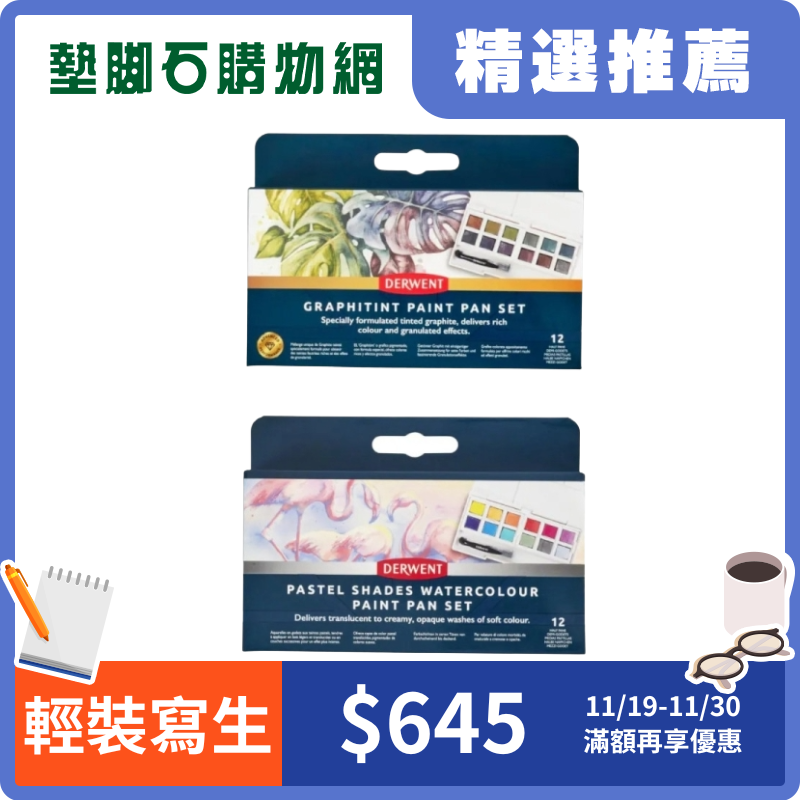 墊腳石購物網
精選推薦
DERWENT
GRAPHITINT PAINT PAN SET
Specially formulated tinted graphite, delivers rich
colour and granulated effects.
12
DERWENT
PASTEL SHADES WATERCOLOUR
PAINT PAN SET
Delivers translucent to creamy, opaque washes of soft colour.
12
輕裝寫生
$645
11/19-11/30
滿額再享優惠